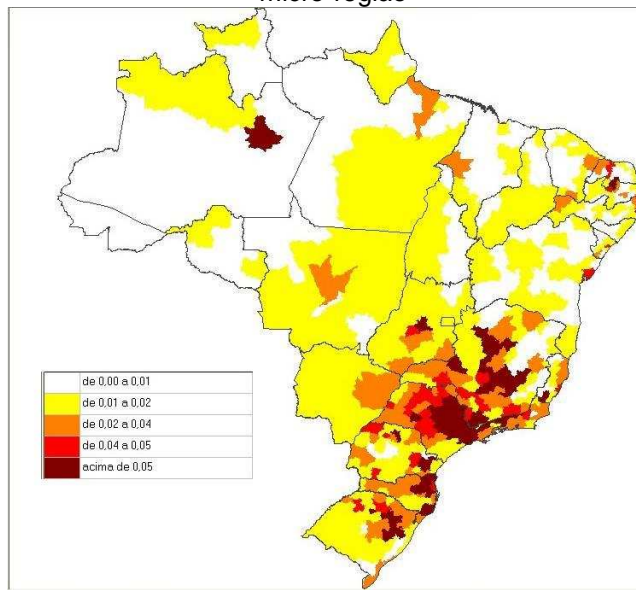 micro região
de 0,00 a 0,01
de 0,01 a 0,02
de 0,02 a 0,04
de 0,04 a 0,05
acima de 0,05